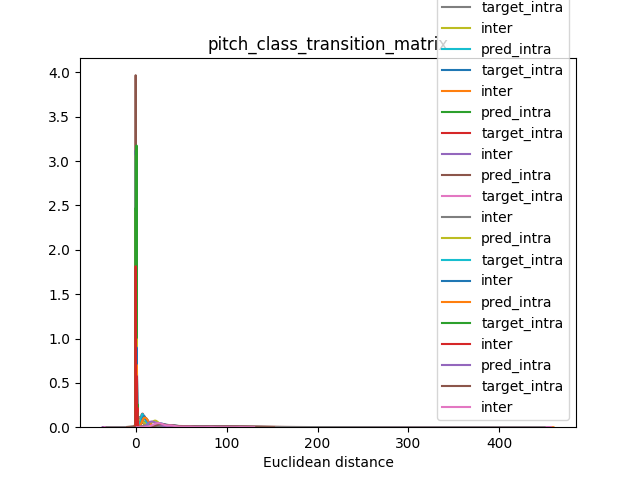 target_intra
inter
pitch_class_transition_matrix
pred_intra
target_intra
inter
pred_intra
target_intra
inter
pred_intra
target_intra
inter
pred_intra
target_intra
inter
pred_intra
target_intra
inter
pred_intra
target_intra
inter
4.0
3.5
3.0
2.5
2.0
1.5
1.0
0.5
0.0
0
100
200
300
400
Euclidean distance